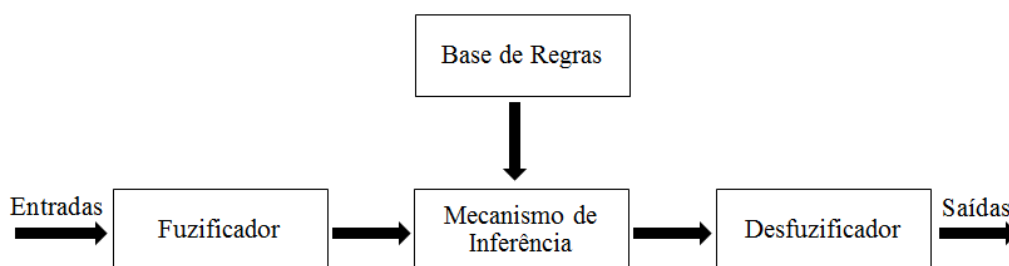 Base de Regras
Entradas
Fuzificador
Mecanismo de
Inferência
Desfuzificador
Saídas